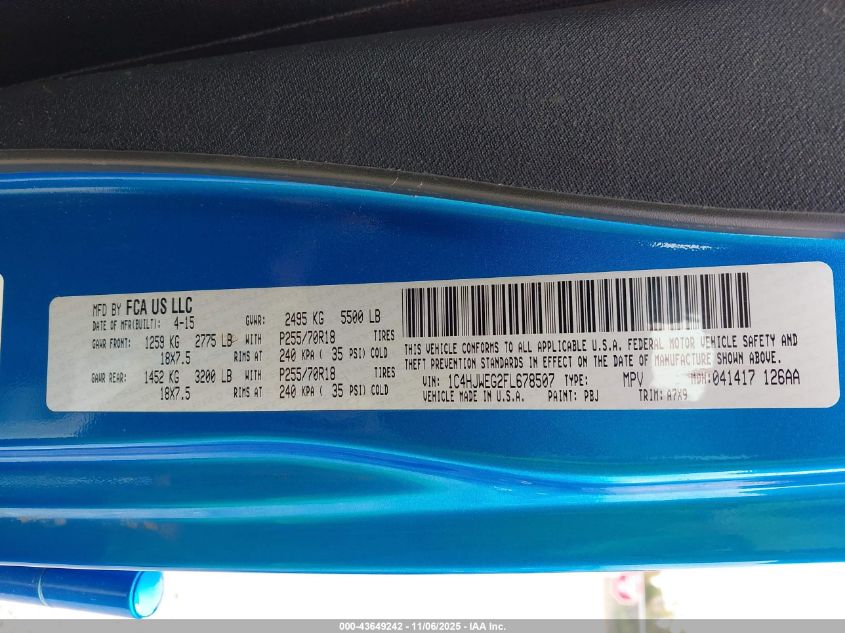 MFD BY FCA US LLC
DATE OF MFR(BUILT): 4-15 GVWR: 2495 KG 5500 LB
GAWR FRONT: 1259 KG 2775 LB WITH P255/70R18 TIRES
18X7.5 RIMS AT 240 KPA ( 35 PSI) COLD
GAWR REAR: 1452 KG 3200 LB WITH P255/70R18 TIRES
18X7.5 RIMS AT 240 KPA ( 35 PSI) COLD
THIS VEHICLE CONFORMS TO ALL APPLICABLE U.S.A. FEDERAL MOTOR VEHICLE SAFETY AND
THEFT PREVENTION STANDARDS IN EFFECT ON THE DATE OF MANUFACTURE SHOWN ABOVE.
VIN: 1C4HJWEG2FL678507 TYPE: MPV MDH: 041417 126AA
VEHICLE MADE IN U.S.A. PAINT: PBJ TRIM: A7X9
000-43649242 - 11/06/2025 - IAA Inc.